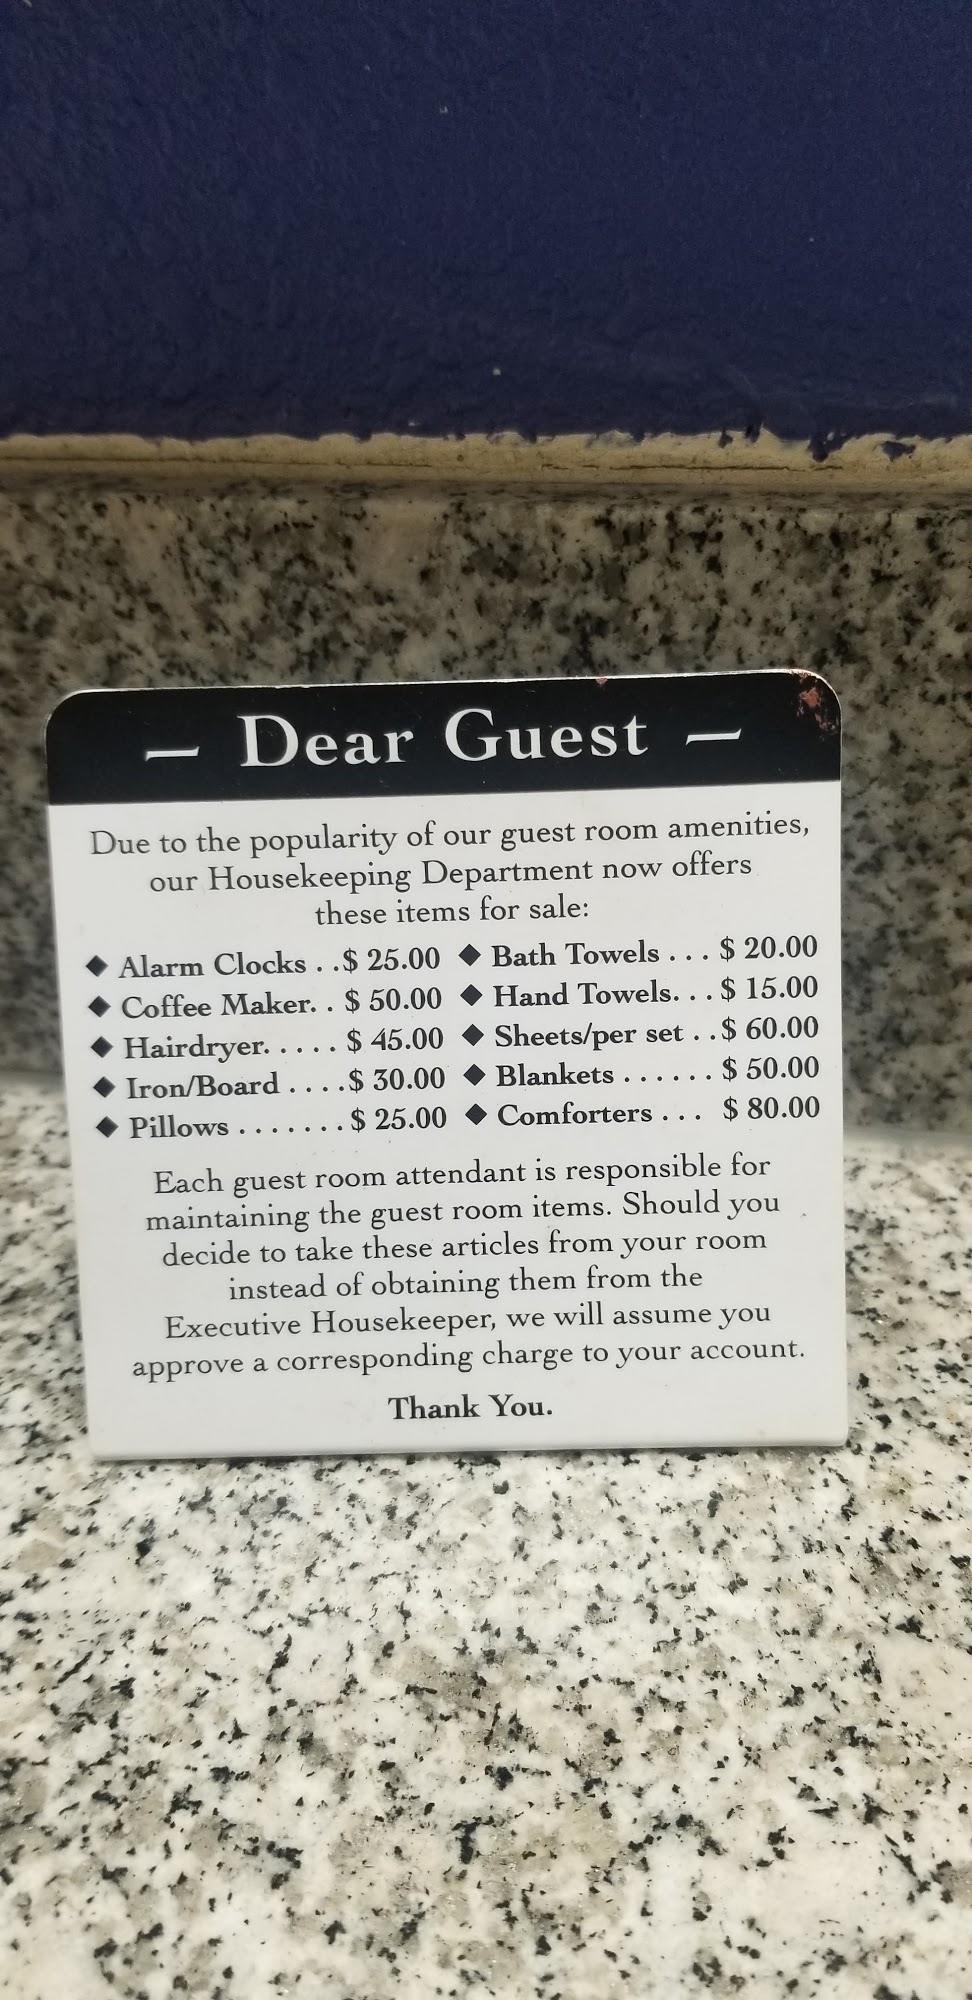 — Dear Guest —
Due to the popularity of our guest room amenities,
our Housekeeping Department now offers
these items for sale:
◆ Alarm Clocks . . $ 25.00 ◆ Bath Towels . . . $ 20.00
◆ Coffee Maker. . $ 50.00 ◆ Hand Towels. . . $ 15.00
◆ Hairdryer. . . . . $ 45.00 ◆ Sheets/per set . . $ 60.00
◆ Iron/Board . . . . $ 30.00 ◆ Blankets . . . . . . $ 50.00
◆ Pillows . . . . . . . $ 25.00 ◆ Comforters . . . $ 80.00
Each guest room attendant is responsible for
maintaining the guest room items. Should you
decide to take these articles from your room
instead of obtaining them from the
Executive Housekeeper, we will assume you
approve a corresponding charge to your account.
Thank You.